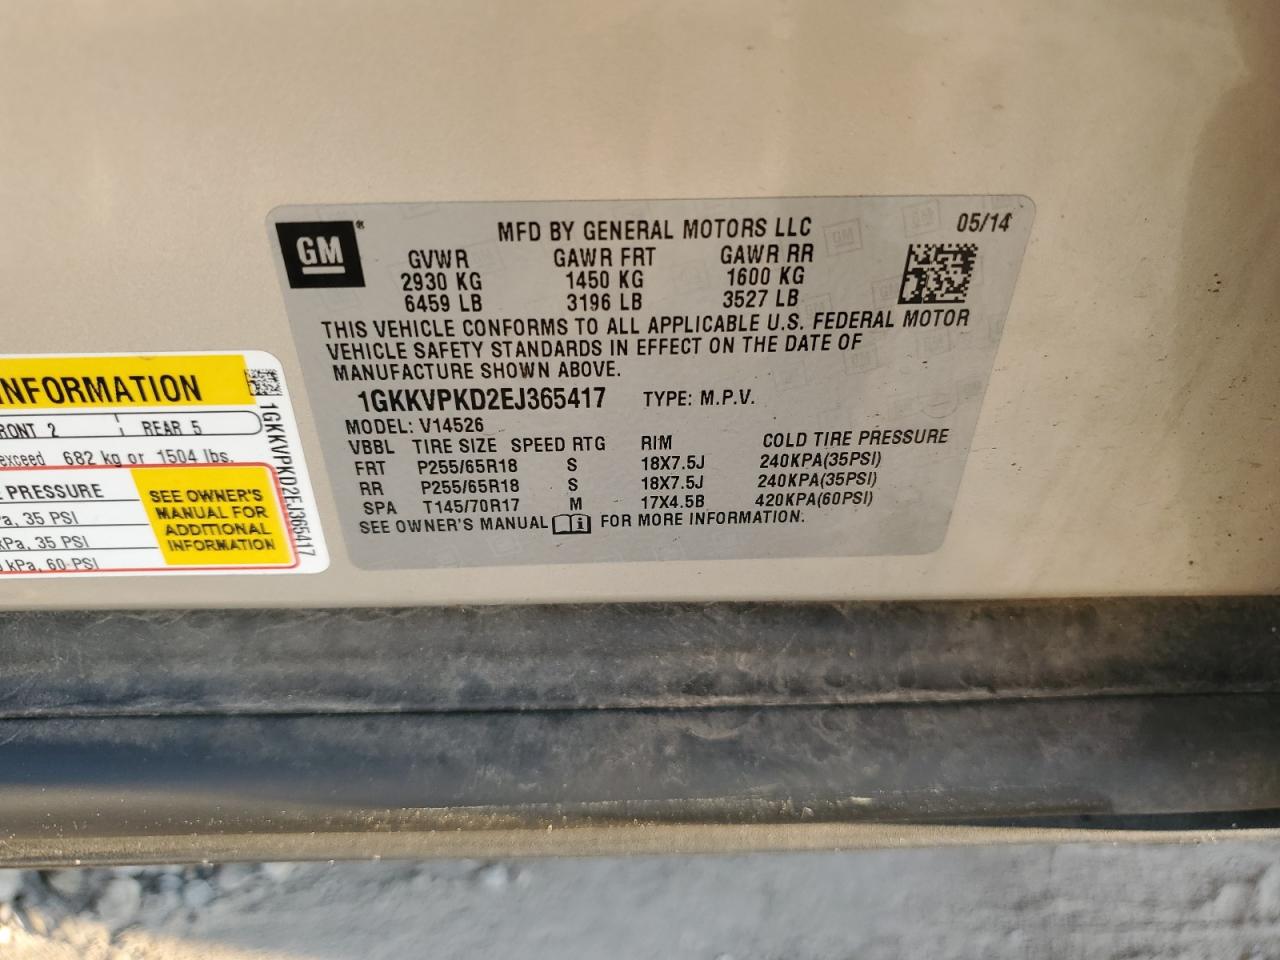 GM
MFD BY GENERAL MOTORS LLC
05/14
GVWR GAWR FRT GAWR RR
2930 KG 1450 KG 1600 KG
6459 LB 3196 LB 3527 LB
THIS VEHICLE CONFORMS TO ALL APPLICABLE U.S. FEDERAL MOTOR
VEHICLE SAFETY STANDARDS IN EFFECT ON THE DATE OF
MANUFACTURE SHOWN ABOVE.
1GKKVPKD2EJ365417 TYPE: M.P.V.
MODEL: V14526
VBBL TIRE SIZE SPEED RTG RIM COLD TIRE PRESSURE
FRT P255/65R18 S 18X7.5J 240KPA(35PSI)
RR P255/65R18 S 18X7.5J 240KPA(35PSI)
SPA T145/70R17 M 17X4.5B 420KPA(60PSI)
SEE OWNER'S MANUAL FOR MORE INFORMATION.
INFORMATION
RONT 2 REAR 5
exceed 682 kg or 1504 lbs.
PRESSURE
a, 35 PSI
kPa, 35 PSI
kPa, 60 PSI
SEE OWNER'S
MANUAL FOR
ADDITIONAL
INFORMATION
1GKKVPKD2EJ365417